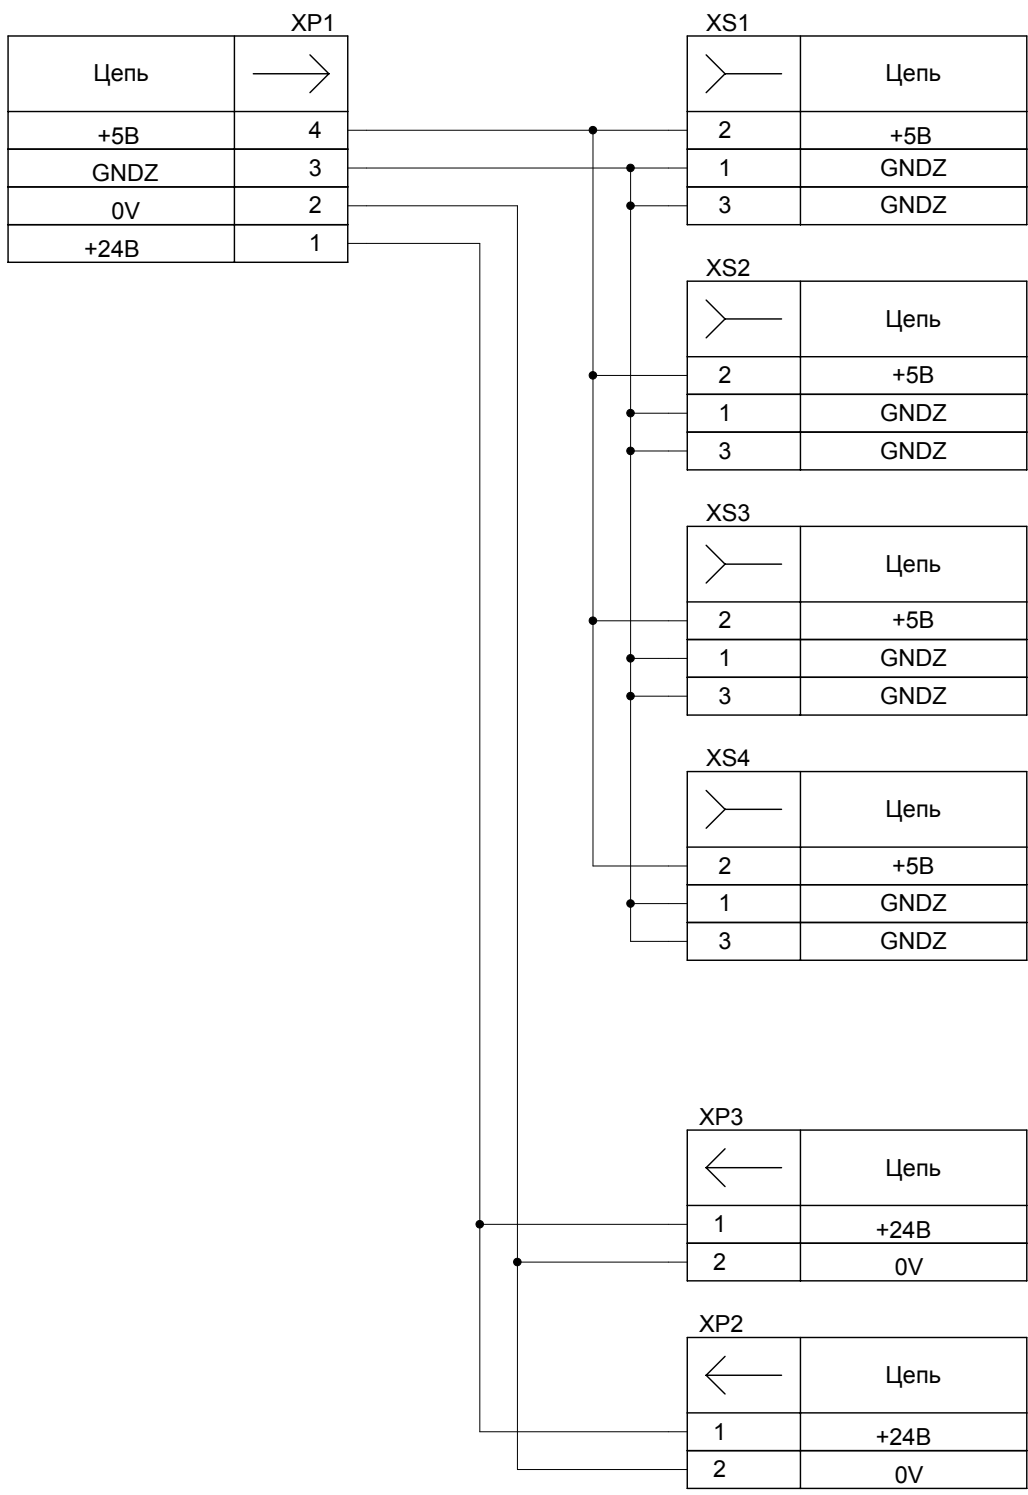 XP1
Цепь
+5В 4
GNDZ 3
0V 2
+24В 1
XS1
Цепь
2 +5В
1 GNDZ
3 GNDZ
XS2
Цепь
2 +5В
1 GNDZ
3 GNDZ
XS3
Цепь
2 +5В
1 GNDZ
3 GNDZ
XS4
Цепь
2 +5В
1 GNDZ
3 GNDZ
XP3
Цепь
1 +24В
2 0V
XP2
Цепь
1 +24В
2 0V